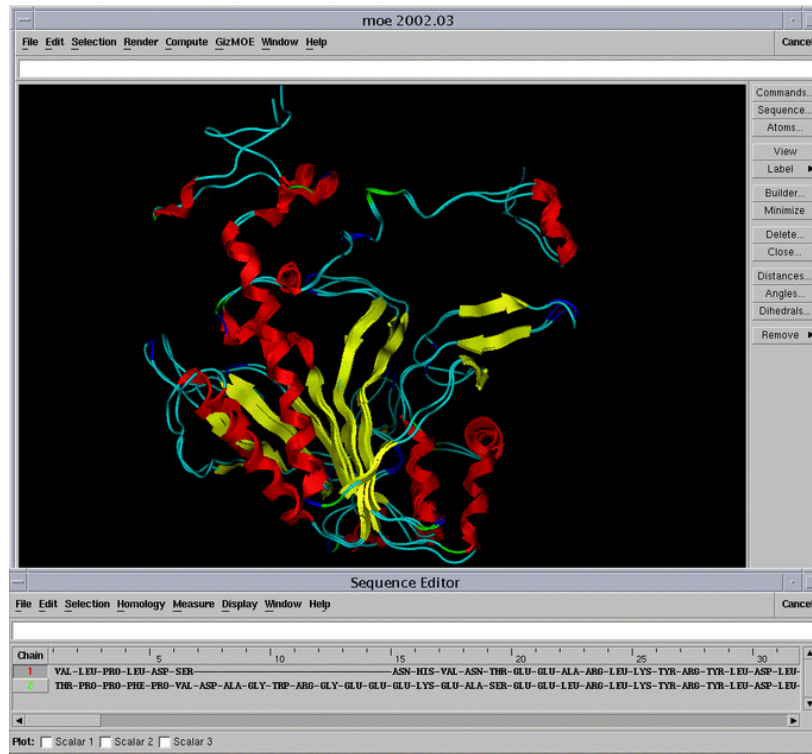 moe 2002.03
File Edit Selection Render Compute GizMOE Window Help Cancel
Commands...
Sequence...
Atoms...
View
Label
Builder...
Minimize
Delete...
Close...
Distances...
Angles...
Dihedrals...
Remove
Sequence Editor
File Edit Selection Homology Measure Display Window Help Cancel
Chain 5 10 15 20 25 30
1 VAL-LEU-PRO-LEU-ASP-SER ASN-HIS-VAL-ASN-THR-GLU-GLU-ALA-ARG-LEU-LYS-TYR-ARG-TYR-LEU-ASP-LEU-
2 THR-PRO-PRO-PHE-PRO-VAL-ASP-ALA-GLY-TRP-ARG-GLY-GLU-GLU-GLU-LYS-GLU-ALA-SER-GLU-GLU-LEU-ARG-LEU-LYS-TYR-ARG-TYR-LEU-ASP-LEU-
Plot: Scalar 1 Scalar 2 Scalar 3